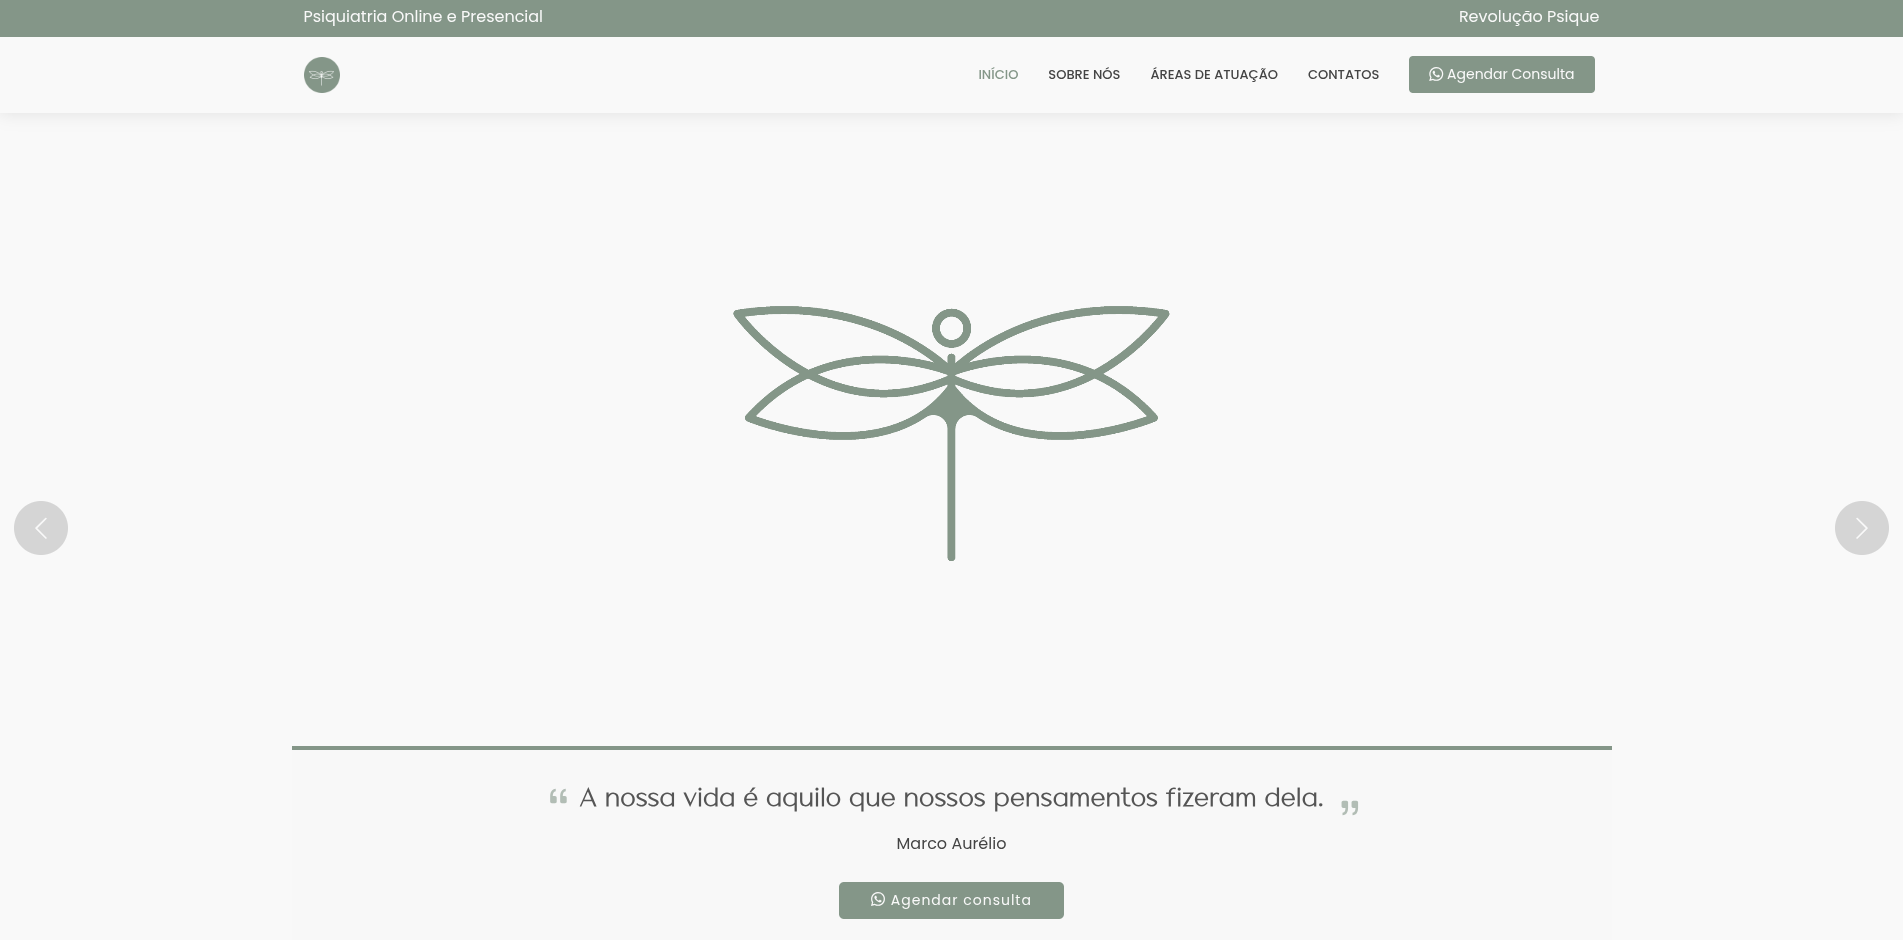 Psiquiatria Online e Presencial
Revolução Psique
INÍCIO
SOBRE NÓS
ÁREAS DE ATUAÇÃO
CONTATOS
Agendar Consulta
“ A nossa vida é aquilo que nossos pensamentos fizeram dela. ”
Marco Aurélio
Agendar consulta